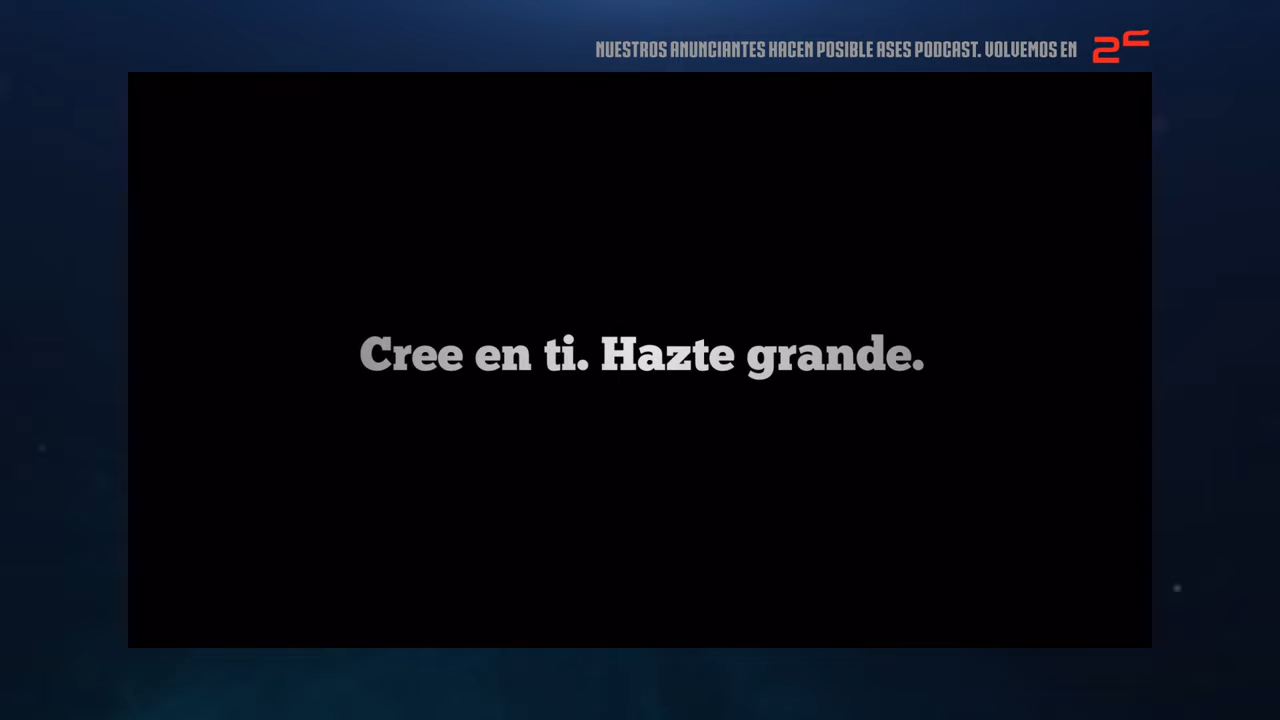 NUESTROS ANUNCIANTES HACEN POSIBLE ASES PODCAST. VOLVEMOS EN
Cree en ti. Hazte grande.